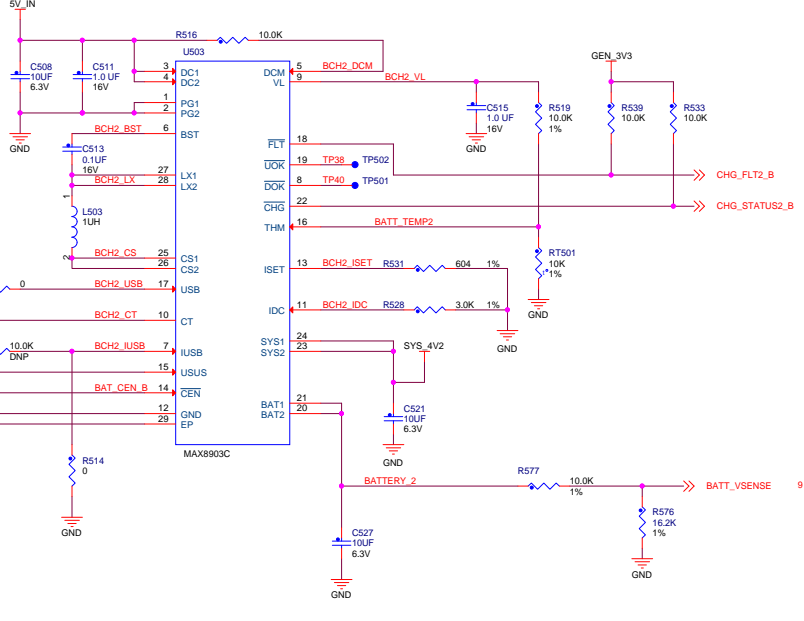 5V_IN
R516 10.0K
U503
C508
10UF
6.3V
C511
1.0 UF
16V
3 DC1
4 DC2
1 PG1
2 PG2
GND
BCH2_BST 6 BST
C513
0.1UF
16V
27 LX1
BCH2_LX 28 LX2
1
L503
1UH
2
BCH2_CS 25 CS1
26 CS2
0 BCH2_USB 17 USB
BCH2_CT 10 CT
10.0K BCH2_IUSB 7 IUSB
DNP
15 USUS
BAT_CEN_B 14 CEN
12 GND
29 EP
MAX8903C
R514
0
GND
DCM 5 BCH2_DCM
VL 9 BCH2_VL
C515
1.0 UF
16V
GND
R519
10.0K
1%
GEN_3V3
R539
10.0K
R533
10.0K
FLT 18
UOK 19 TP38 TP502
DOK 8 TP40 TP501
CHG 22
CHG_FLT2_B
CHG_STATUS2_B
THM 16 BATT_TEMP2
RT501
10K
1%
GND
ISET 13 BCH2_ISET R531 604 1%
IDC 11 BCH2_IDC R528 3.0K 1%
GND
SYS1 24
SYS2 23
SYS_4V2
C521
10UF
6.3V
GND
BAT1 21
BAT2 20
BATTERY_2
R577
10.0K
1%
BATT_VSENSE 9
R576
16.2K
1%
GND
C527
10UF
6.3V
GND